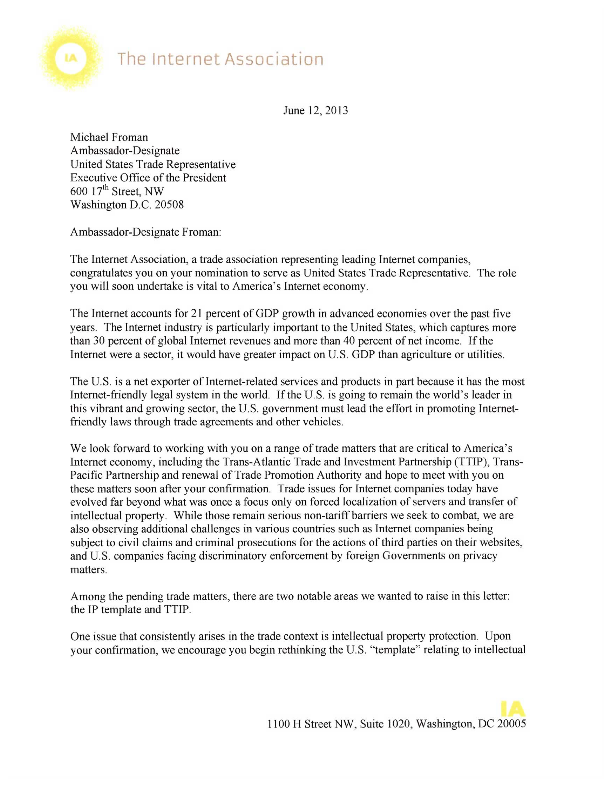 IA The Internet Association
June 12, 2013
Michael Froman
Ambassador-Designate
United States Trade Representative
Executive Office of the President
600 17th Street, NW
Washington D.C. 20508
Ambassador-Designate Froman:
The Internet Association, a trade association representing leading Internet companies,
congratulates you on your nomination to serve as United States Trade Representative. The role
you will soon undertake is vital to America's Internet economy.
The Internet accounts for 21 percent of GDP growth in advanced economies over the past five
years. The Internet industry is particularly important to the United States, which captures more
than 30 percent of global Internet revenues and more than 40 percent of net income. If the
Internet were a sector, it would have greater impact on U.S. GDP than agriculture or utilities.
The U.S. is a net exporter of Internet-related services and products in part because it has the most
Internet-friendly legal system in the world. If the U.S. is going to remain the world's leader in
this vibrant and growing sector, the U.S. government must lead the effort in promoting Internet-
friendly laws through trade agreements and other vehicles.
We look forward to working with you on a range of trade matters that are critical to America's
Internet economy, including the Trans-Atlantic Trade and Investment Partnership (TTIP), Trans-
Pacific Partnership and renewal of Trade Promotion Authority and hope to meet with you on
these matters soon after your confirmation. Trade issues for Internet companies today have
evolved far beyond what was once a focus only on forced localization of servers and transfer of
intellectual property. While those remain serious non-tariff barriers we seek to combat, we are
also observing additional challenges in various countries such as Internet companies being
subject to civil claims and criminal prosecutions for the actions of third parties on their websites,
and U.S. companies facing discriminatory enforcement by foreign Governments on privacy
matters.
Among the pending trade matters, there are two notable areas we wanted to raise in this letter:
the IP template and TTIP.
One issue that consistently arises in the trade context is intellectual property protection. Upon
your confirmation, we encourage you begin rethinking the U.S. "template" relating to intellectual
IA
1100 H Street NW, Suite 1020, Washington, DC 20005